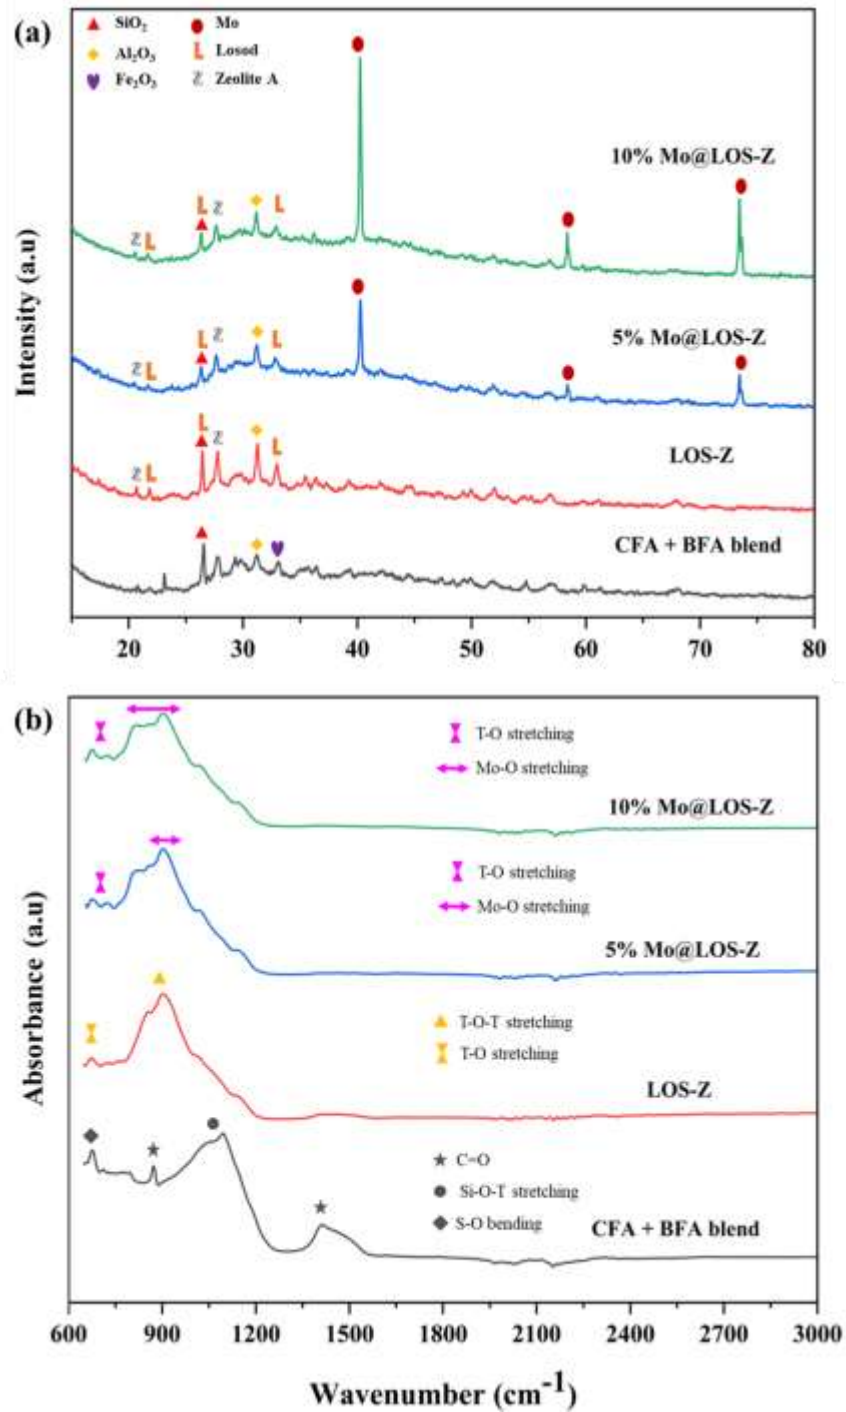 (a)
SiO₂
Mo
Al₂O₃
Losod
L
Fe₂O₃
Zeolite A
Z
10% Mo@LOS-Z
Z L L Z L
5% Mo@LOS-Z
Z L L Z L
LOS-Z
Z L L Z L
CFA + BFA blend
Intensity (a.u)
20 30 40 50 60 70 80
(b)
T-O stretching
Mo-O stretching
10% Mo@LOS-Z
T-O stretching
Mo-O stretching
5% Mo@LOS-Z
T-O-T stretching
T-O stretching
LOS-Z
C=O
Si-O-T stretching
S-O bending
CFA + BFA blend
Absorbance (a.u)
600 900 1200 1500 1800 2100 2400 2700 3000
Wavenumber (cm⁻¹)